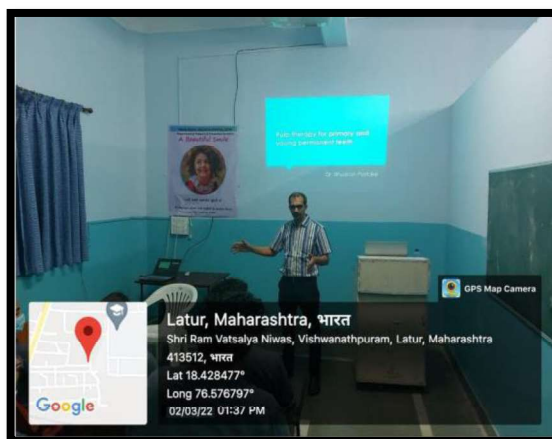 A Beautiful Smile
Pulp therapy for primary and
young permanent teeth
GPS Map Camera
Latur, Maharashtra, भारत
Shri Ram Vatsalya Niwas, Vishwanathpuram, Latur, Maharashtra
413512, भारत
Lat 18.428477°
Long 76.576797°
02/03/22 01:37 PM
Google